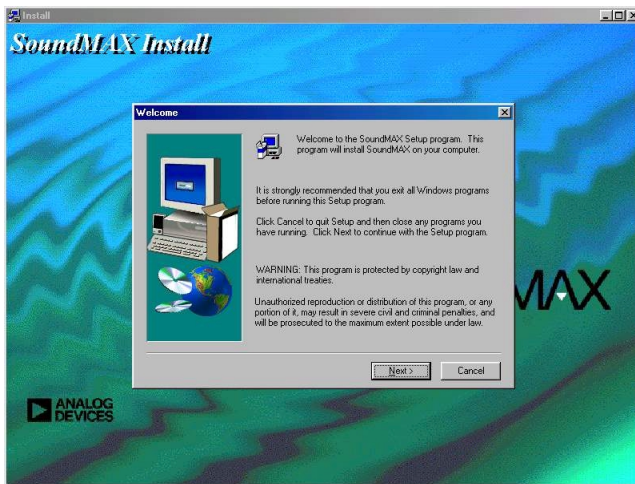 Install
SoundMAX Install
Welcome
Welcome to the SoundMAX Setup program. This
program will install SoundMAX on your computer.
It is strongly recommended that you exit all Windows programs
before running this Setup program.
Click Cancel to quit Setup and then close any programs you
have running. Click Next to continue with the Setup program.
WARNING: This program is protected by copyright law and
international treaties.
Unauthorized reproduction or distribution of this program, or any
portion of it, may result in severe civil and criminal penalties, and
will be prosecuted to the maximum extent possible under law.
MAX
Next >
Cancel
ANALOG
DEVICES